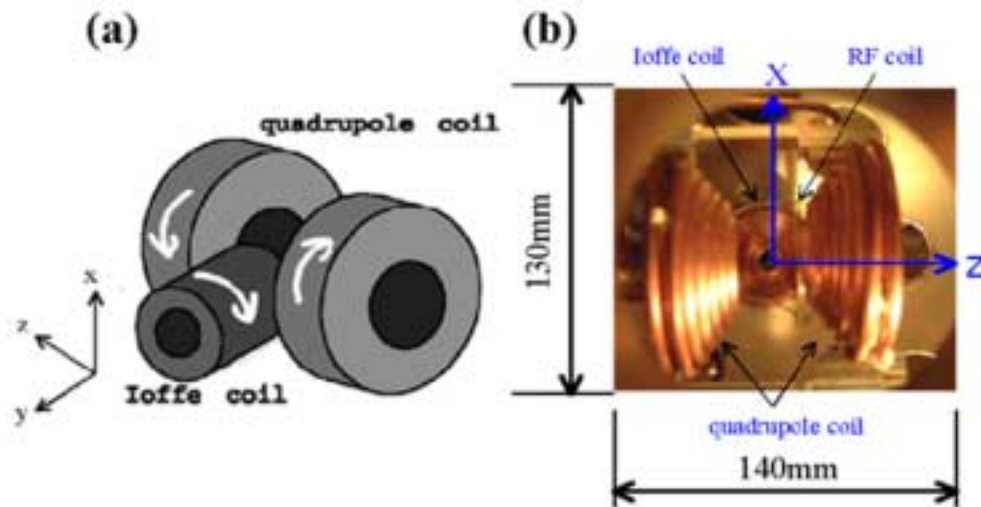 (a)
quadrupole coil
x
z
y
Ioffe coil
(b)
Ioffe coil
RF coil
X
Z
130mm
quadrupole coil
140mm